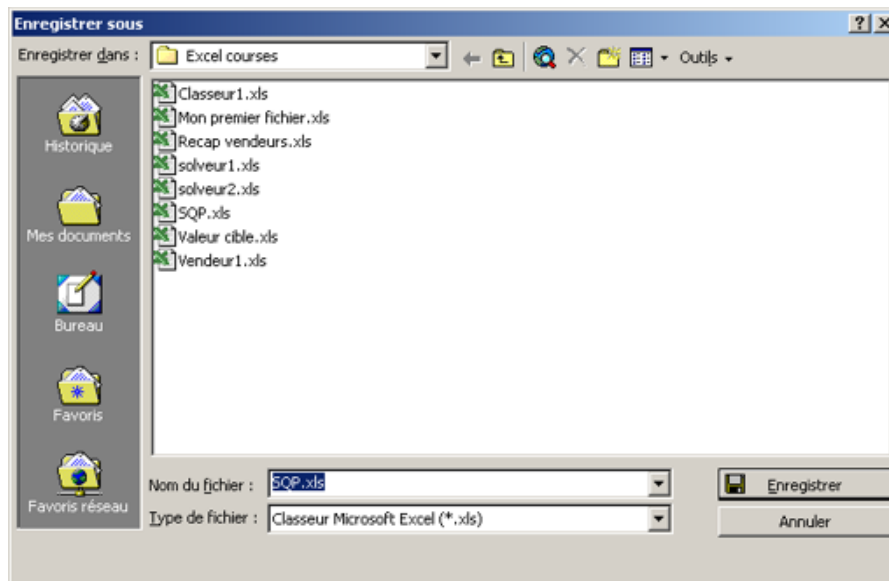 Enregistrer sous
Enregistrer dans :
Excel courses
Outils
Historique
Mes documents
Bureau
Favoris
Favoris réseau
Classeur1.xls
Mon premier fichier.xls
Recap vendeurs.xls
solveur1.xls
solveur2.xls
SQP.xls
Valeur cible.xls
Vendeur1.xls
Nom du fichier :
SQP.xls
Enregistrer
Type de fichier :
Classeur Microsoft Excel (*.xls)
Annuler